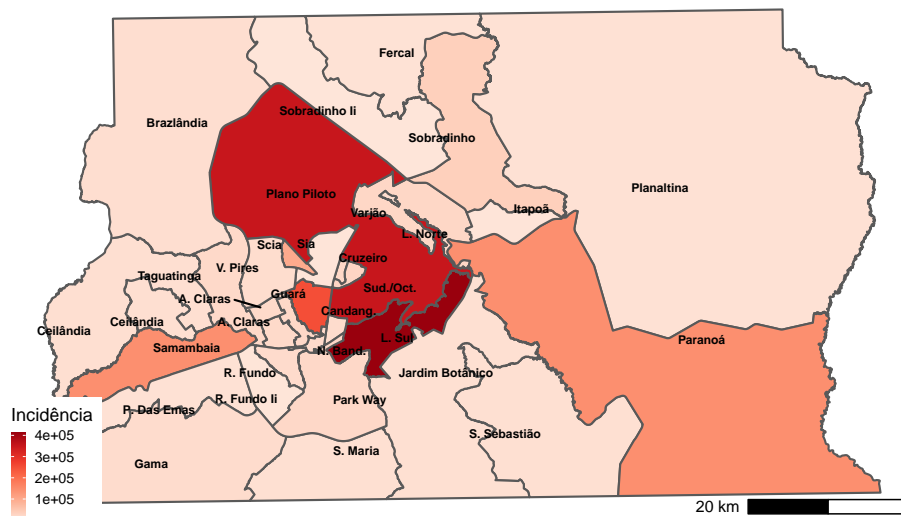 Fercal
Sobradinho Ii
Brazlândia
Sobradinho
Planaltina
Plano Piloto
Itapoã
Varjão
L. Norte
Scia
Sia
Cruzeiro
V. Pires
Taguatinga
Sud./Oct.
Guará
A. Claras
Candang.
Ceilândia
Ceilândia
A. Claras
L. Sul
Paranoá
Samambaia
N. Band.
R. Fundo
Jardim Botânico
R. Fundo Ii
Park Way
P. Das Emas
Incidência
S. Sebastião
4e+05
S. Maria
3e+05
Gama
2e+05
1e+05
20 km